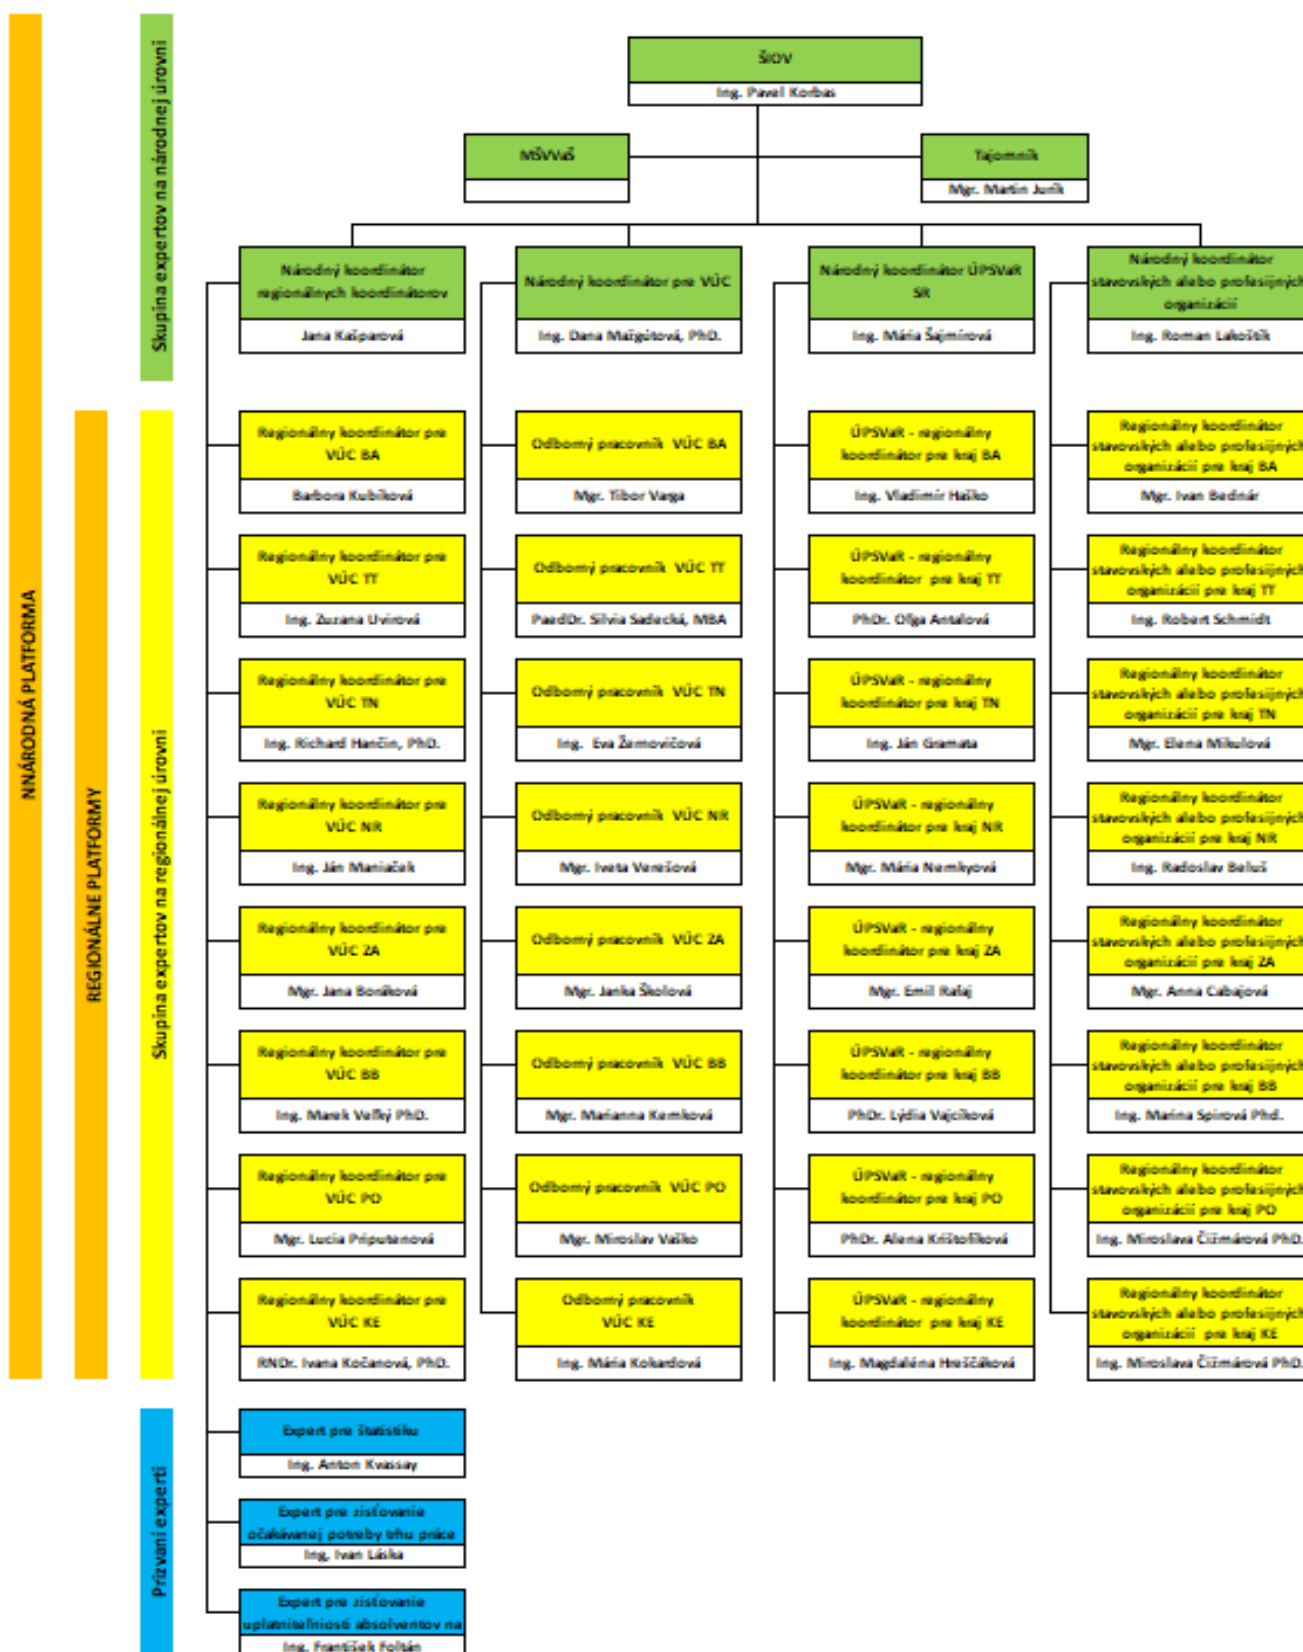 NNÁRODNÁ PLATFORMA
REGIONÁLNE PLATFORMY
Skupina expertov na národnej úrovni
ŠIOV
Ing. Pavel Korbas
MŠVVaŠ
Tajomník
Mgr. Martin Jurík
Národný koordinátor
regionálnych koordinátorov
Jana Kašparová
Národný koordinátor pre VÚC
Ing. Dana Mažgútová, PhD.
Národný koordinátor ÚPSVaR
SR
Ing. Mária Šajmírová
Národný koordinátor
stavovských alebo profesijných
organizácií
Ing. Roman Lakoštík
Skupina expertov na regionálnej úrovni
Regionálny koordinátor pre
VÚC BA
Barbora Kubíková
Odborný pracovník VÚC BA
Mgr. Tibor Varga
ÚPSVaR - regionálny
koordinátor pre kraj BA
Ing. Vladimír Haško
Regionálny koordinátor
stavovských alebo profesijných
organizácií pre kraj BA
Mgr. Ivan Bednár
Regionálny koordinátor pre
VÚC TT
Ing. Zuzana Uvírová
Odborný pracovník VÚC TT
PaedDr. Silvia Sadecká, MBA
ÚPSVaR - regionálny
koordinátor pre kraj TT
PhDr. Oľga Antalová
Regionálny koordinátor
stavovských alebo profesijných
organizácií pre kraj TT
Ing. Robert Schmidt
Regionálny koordinátor pre
VÚC TN
Ing. Richard Hančin, PhD.
Odborný pracovník VÚC TN
Ing. Eva Žernovičová
ÚPSVaR - regionálny
koordinátor pre kraj TN
Ing. Ján Gramata
Regionálny koordinátor
stavovských alebo profesijných
organizácií pre kraj TN
Mgr. Elena Mikulová
Regionálny koordinátor pre
VÚC NR
Ing. Ján Maniaček
Odborný pracovník VÚC NR
Mgr. Iveta Verešová
ÚPSVaR - regionálny
koordinátor pre kraj NR
Mgr. Mária Nemkyová
Regionálny koordinátor
stavovských alebo profesijných
organizácií pre kraj NR
Ing. Radoslav Beluš
Regionálny koordinátor pre
VÚC ZA
Mgr. Jana Boráková
Odborný pracovník VÚC ZA
Mgr. Janka Školová
ÚPSVaR - regionálny
koordinátor pre kraj ZA
Mgr. Emil Rafaj
Regionálny koordinátor
stavovských alebo profesijných
organizácií pre kraj ZA
Mgr. Anna Cabajová
Regionálny koordinátor pre
VÚC BB
Ing. Marek Veľký PhD.
Odborný pracovník VÚC BB
Mgr. Marianna Kemková
ÚPSVaR - regionálny
koordinátor pre kraj BB
PhDr. Lýdia Vajcíková
Regionálny koordinátor
stavovských alebo profesijných
organizácií pre kraj BB
Ing. Marina Spirová Phd.
Regionálny koordinátor pre
VÚC PO
Mgr. Lucia Priputenová
Odborný pracovník VÚC PO
Mgr. Miroslav Vaško
ÚPSVaR - regionálny
koordinátor pre kraj PO
PhDr. Alena Krištofíková
Regionálny koordinátor
stavovských alebo profesijných
organizácií pre kraj PO
Ing. Miroslava Čižmárová PhD.
Regionálny koordinátor pre
VÚC KE
RNDr. Ivana Kočanová, PhD.
Odborný pracovník
VÚC KE
Ing. Mária Kokardová
ÚPSVaR - regionálny
koordinátor pre kraj KE
Ing. Magdaléna Hreščáková
Regionálny koordinátor
stavovských alebo profesijných
organizácií pre kraj KE
Ing. Miroslava Čižmárová PhD.
Prizvaní experti
Expert pre štatistiku
Ing. Anton Kvassay
Expert pre zisťovanie
očakávanej potreby trhu práce
Ing. Ivan Láska
Expert pre zisťovanie
uplatniteľniosti absolventov na
Ing. František Foltán